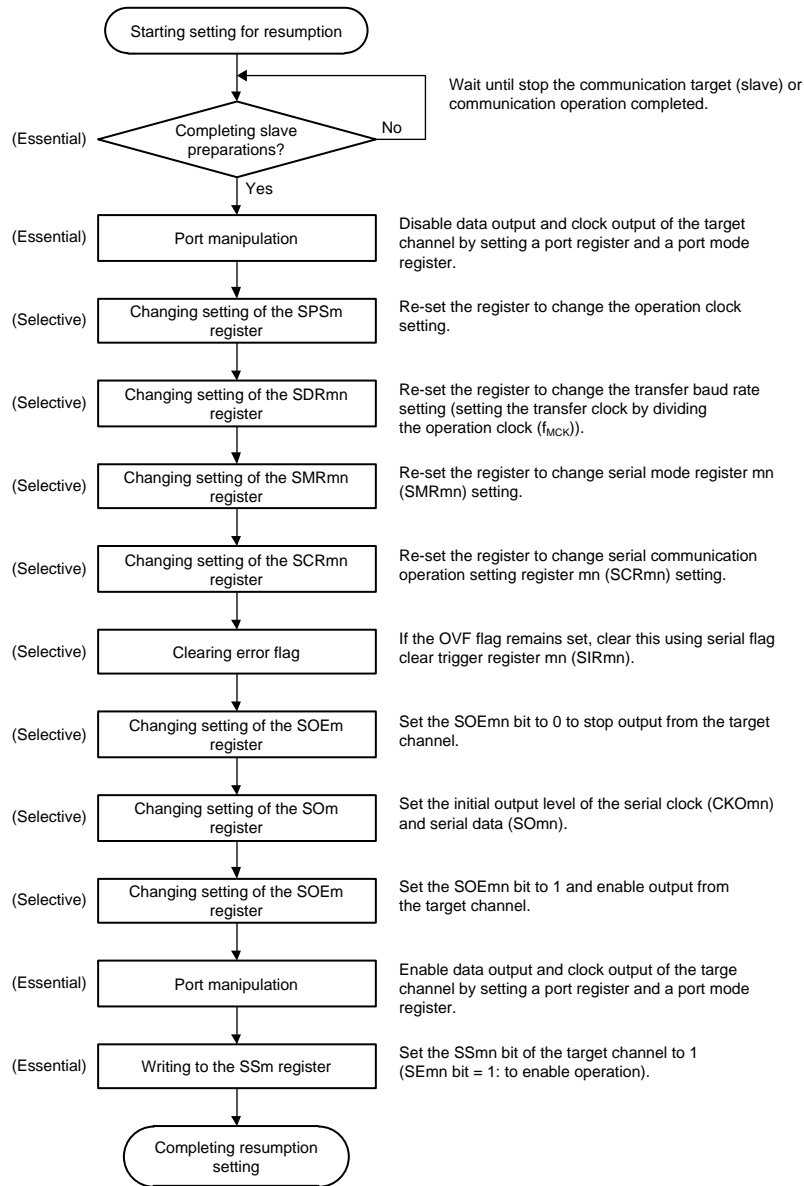 Starting setting for resumption
Wait until stop the communication target (slave) or
communication operation completed.
(Essential)
Completing slave
preparations?
No
Yes
(Essential)
Port manipulation
Disable data output and clock output of the target
channel by setting a port register and a port mode
register.
(Selective)
Changing setting of the SPSm
register
Re-set the register to change the operation clock
setting.
(Selective)
Changing setting of the SDRmn
register
Re-set the register to change the transfer baud rate
setting (setting the transfer clock by dividing
the operation clock (fMCK)).
(Selective)
Changing setting of the SMRmn
register
Re-set the register to change serial mode register mn
(SMRmn) setting.
(Selective)
Changing setting of the SCRmn
register
Re-set the register to change serial communication
operation setting register mn (SCRmn) setting.
(Selective)
Clearing error flag
If the OVF flag remains set, clear this using serial flag
clear trigger register mn (SIRmn).
(Selective)
Changing setting of the SOEm
register
Set the SOEmn bit to 0 to stop output from the target
channel.
(Selective)
Changing setting of the SOm
register
Set the initial output level of the serial clock (CKOmn)
and serial data (SOmn).
(Selective)
Changing setting of the SOEm
register
Set the SOEmn bit to 1 and enable output from
the target channel.
(Essential)
Port manipulation
Enable data output and clock output of the targe
channel by setting a port register and a port mode
register.
(Essential)
Writing to the SSm register
Set the SSmn bit of the target channel to 1
(SEmn bit = 1: to enable operation).
Completing resumption
setting